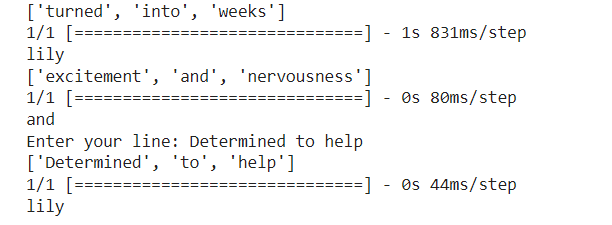 ['turned', 'into', 'weeks']
1/1 [==============================] - 1s 831ms/step
lily
['excitement', 'and', 'nervousness']
1/1 [==============================] - 0s 80ms/step
and
Enter your line: Determined to help
['Determined', 'to', 'help']
1/1 [==============================] - 0s 44ms/step
lily